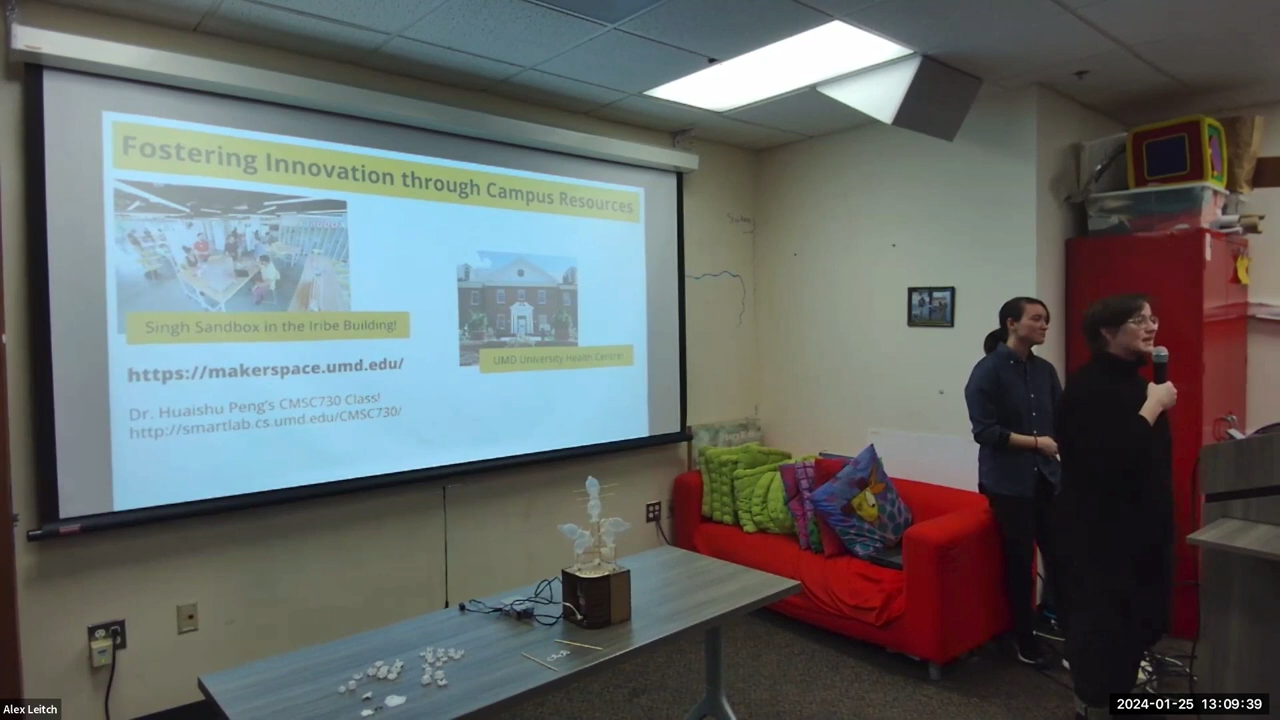 Fostering Innovation through Campus Resources
Singh Sandbox in the Iribe Building!
UMD University Health Centre!
https://makerspace.umd.edu/
Dr. Huaishu Peng's CMSC730 Class!
http://smartlab.cs.umd.edu/CMSC730/
Alex Leitch
2024-01-25 13:09:39